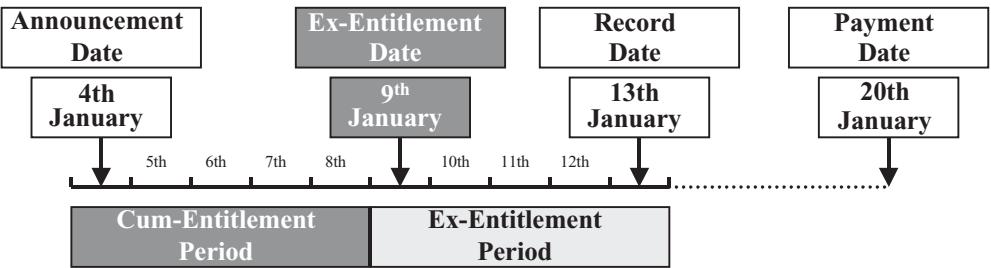 Announcement
Date
Ex-Entitlement
Date
Record
Date
Payment
Date
4th
January
9th
January
13th
January
20th
January
5th
6th
7th
8th
10th
11th
12th
Cum-Entitlement
Period
Ex-Entitlement
Period